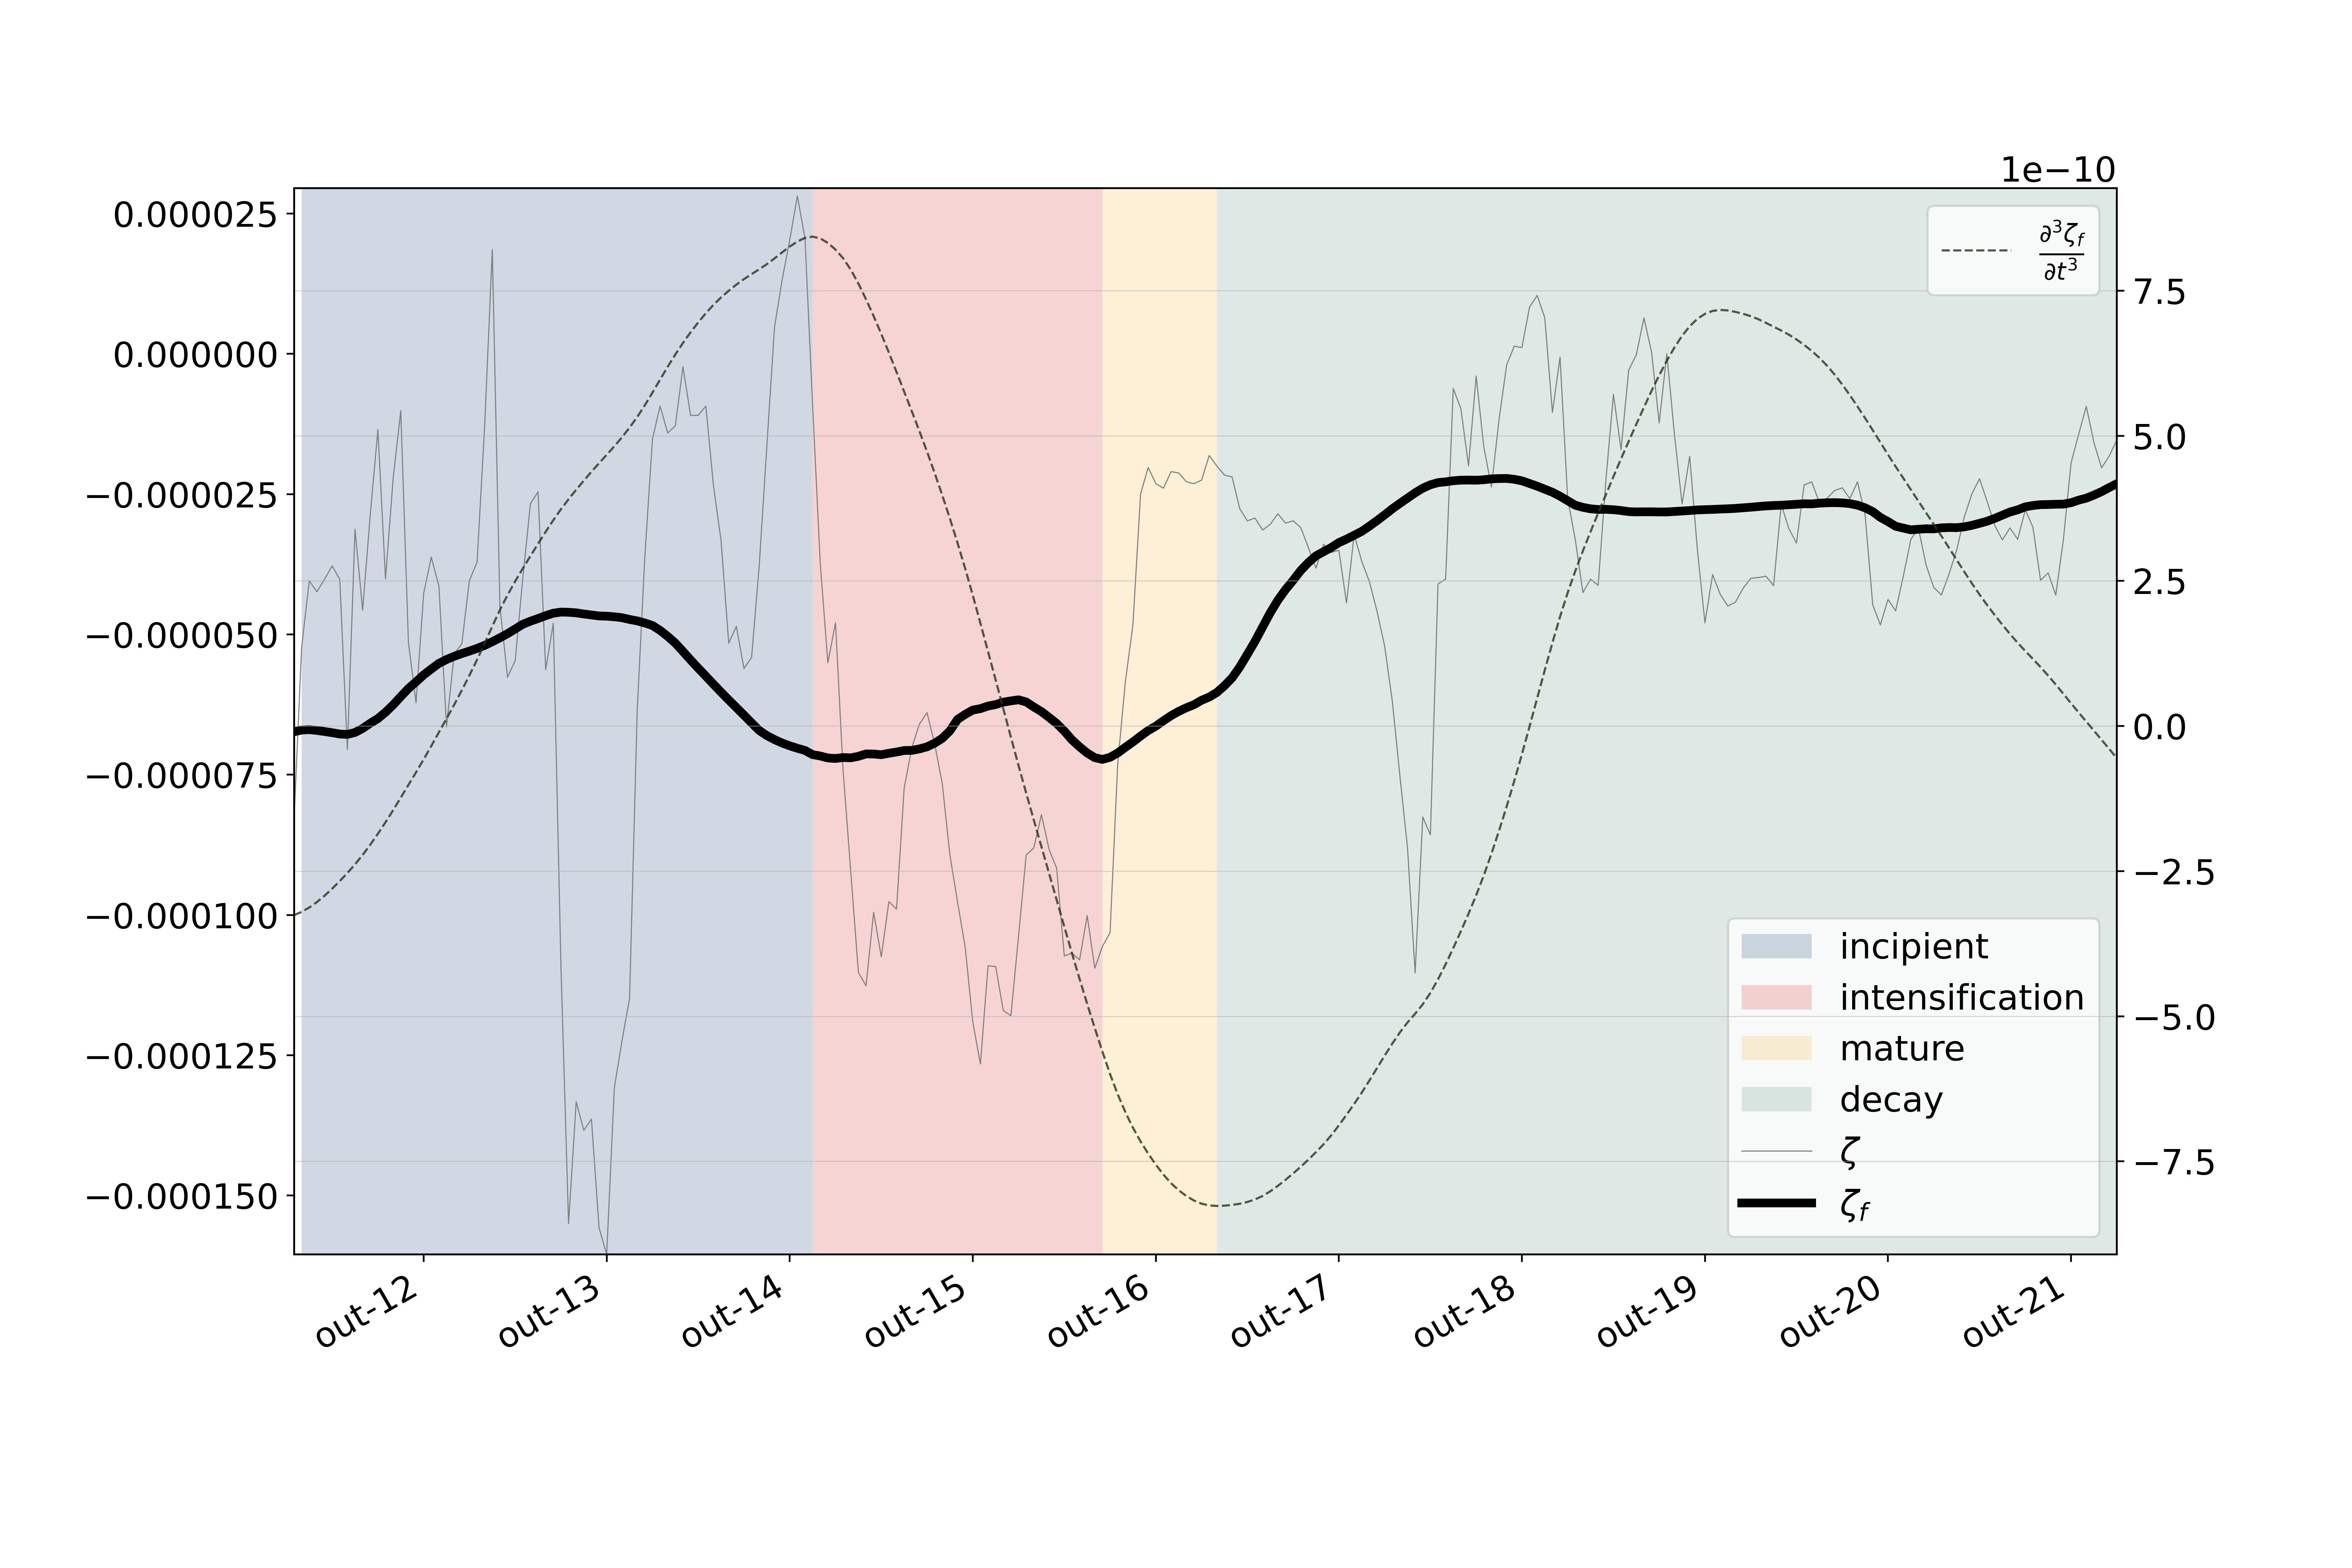 1e−10
0.000025
0.000000
−0.000025
−0.000050
−0.000075
−0.000100
−0.000125
−0.000150
∂³ζf
∂t³
7.5
5.0
2.5
0.0
−2.5
−5.0
−7.5
incipient
intensification
mature
decay
ζ
ζf
out-12
out-13
out-14
out-15
out-16
out-17
out-18
out-19
out-20
out-21